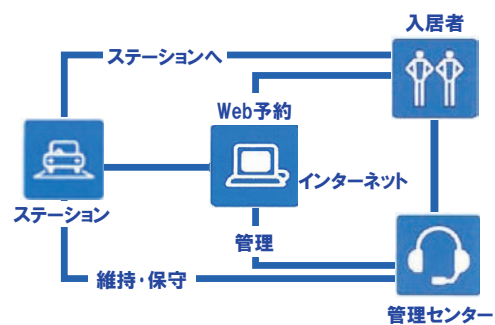 入居者
ステーションへ
Web予約
インターネット
ステーション
管理
維持・保守
管理センター